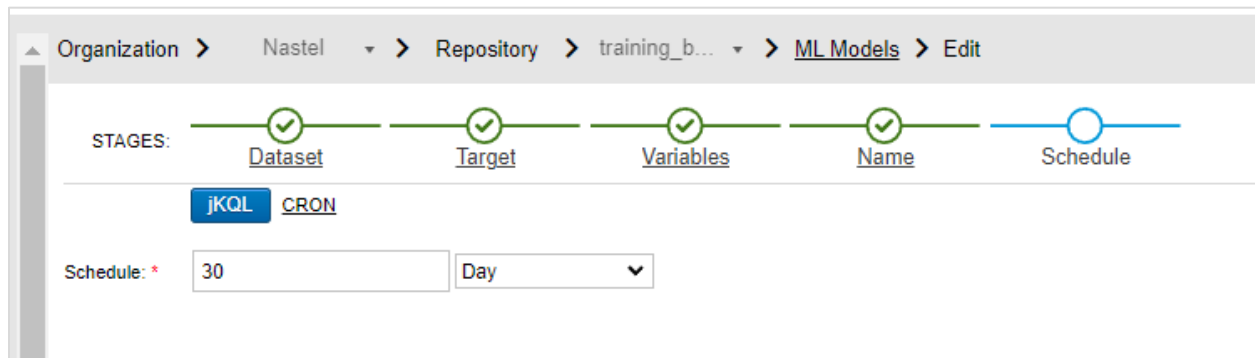 Organization > Nastel > Repository > training_b... > ML Models > Edit
STAGES: Dataset Target Variables Name Schedule
jKQL CRON
Schedule: * 30 Day